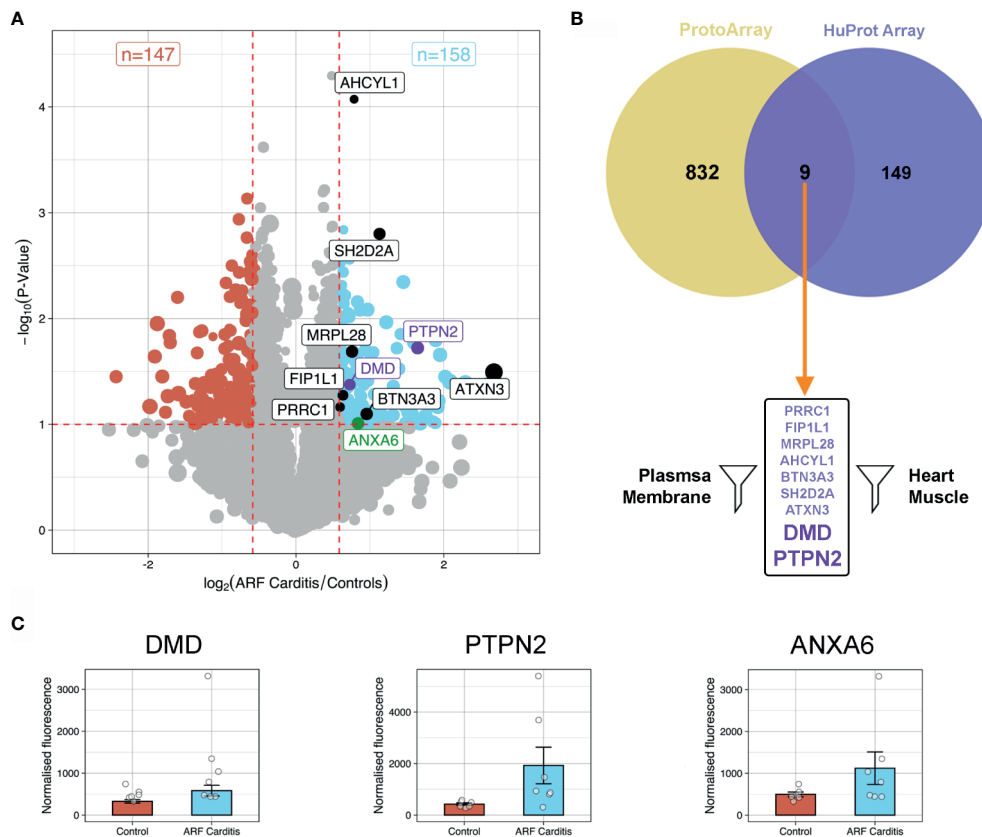 A
n=147
n=158
AHCYL1
SH2D2A
MRPL28
PTPN2
DMD
FIP1L1
ATXN3
BTN3A3
PRRC1
ANXA6
4
3
2
1
0
-log10(P-Value)
-2
0
2
log2(ARF Carditis/Controls)
B
ProtoArray
HuProt Array
832
9
149
Plasmsa
Membrane
PRRC1
FIP1L1
MRPL28
AHCYL1
BTN3A3
SH2D2A
ATXN3
DMD
PTPN2
Heart
Muscle
C
DMD
Normalised fluorescence
3000
2000
1000
0
Control
ARF Carditis
PTPN2
Normalised fluorescence
4000
2000
0
Control
ARF Carditis
ANXA6
Normalised fluorescence
3000
2000
1000
0
Control
ARF Carditis